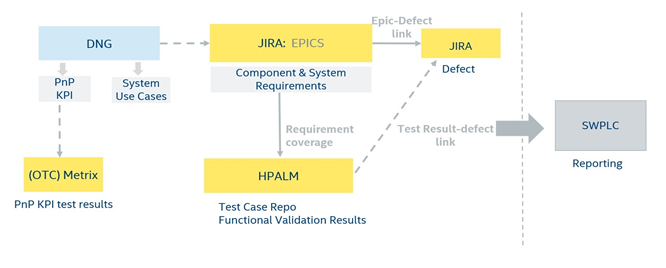 Epic-Defect
link
DNG
JIRA: EPICS
JIRA
Defect
PnP
KPI
System
Use Cases
Component & System
Requirements
Requirement
coverage
Test Result-defect
link
SWPLC
Reporting
(OTC) Metrix
PnP KPI test results
HPALM
Test Case Repo
Functional Validation Results